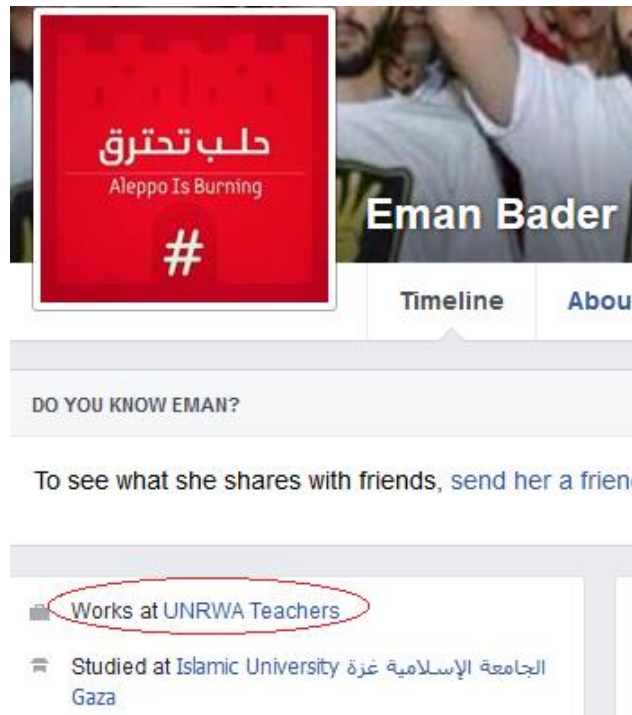 حلب تحترق
Aleppo Is Burning
#
Eman Bader
Timeline
Abou
DO YOU KNOW EMAN?
To see what she shares with friends, send her a frien
Works at UNRWA Teachers
Studied at Islamic University الجامعة الإسلامية غزة
Gaza